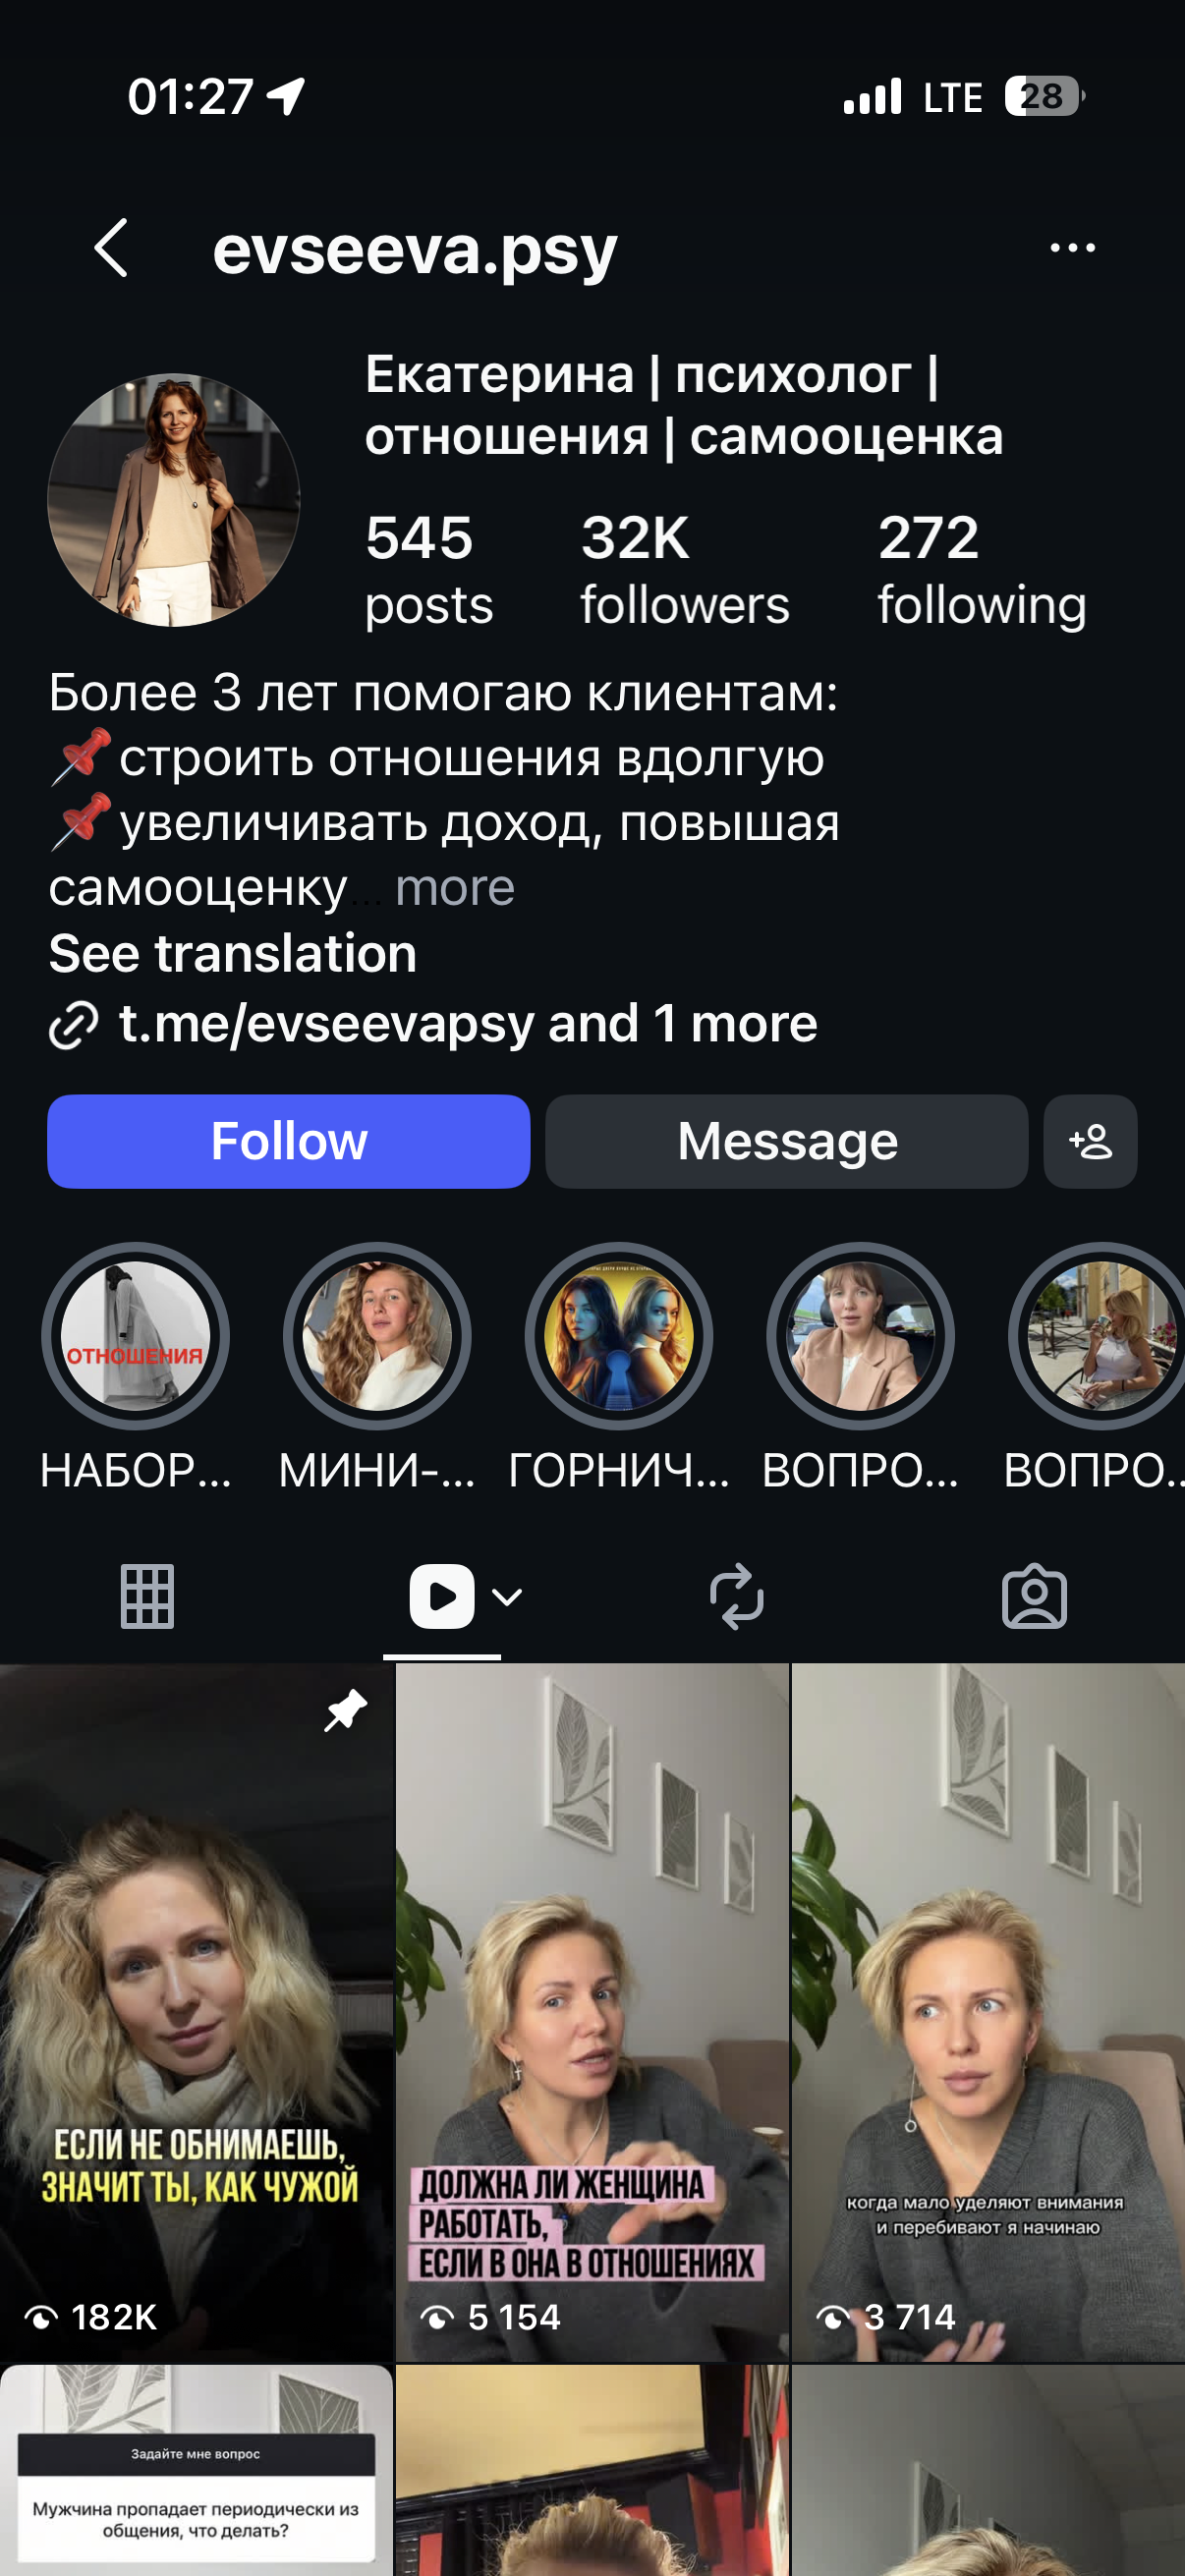 01:27
LTE 28
evseeva.psy
Екатерина | психолог |
отношения | самооценка
545 32K 272
posts followers following
Более 3 лет помогаю клиентам:
📌строить отношения вдолгую
📌увеличивать доход, повышая
самооценку... more
See translation
t.me/evseevapsy and 1 more
Follow
Message
ОТНОШЕНИЯ
НАБОР...
МИНИ-...
ГОРНИЧ...
ВОПРО...
ВОПРО..
ЕСЛИ НЕ ОБНИМАЕШЬ,
ЗНАЧИТ ТЫ, КАК ЧУЖОЙ
182K
ДОЛЖНА ЛИ ЖЕНЩИНА
РАБОТАТЬ,
ЕСЛИ В ОНА В ОТНОШЕНИЯХ
5 154
когда мало уделяют внимания
и перебивают я начинаю
3 714
Задайте мне вопрос
Мужчина пропадает периодически из
общения, что делать?